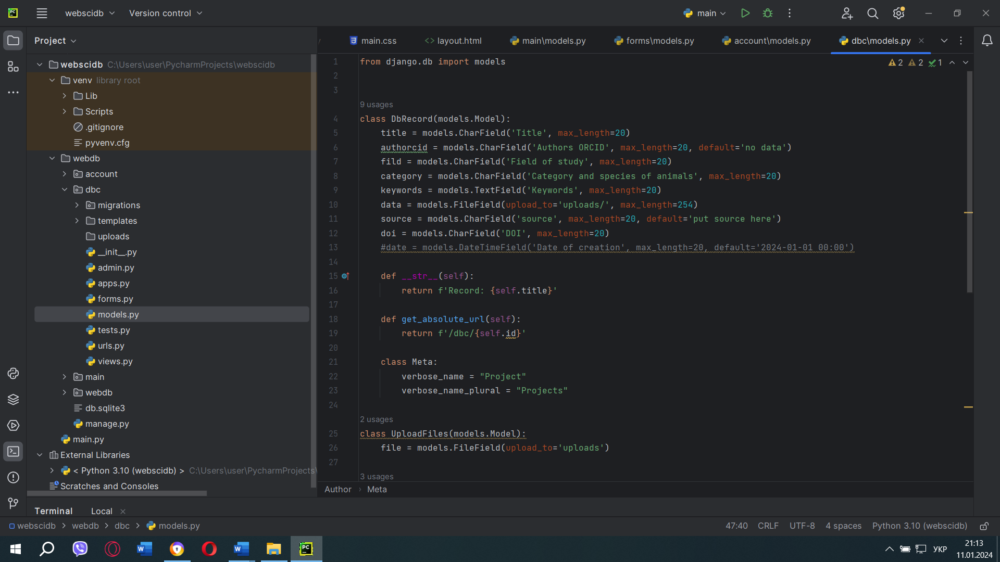 PC
webscidb
Version control
main
Project
main.css
<> layout.html
main\models.py
forms\models.py
account\models.py
dbc\models.py
webscidb C:\Users\user\PycharmProjects\webscidb
venv library root
Lib
Scripts
.gitignore
pyvenv.cfg
webdb
account
dbc
migrations
templates
uploads
__init__.py
admin.py
apps.py
forms.py
models.py
tests.py
urls.py
views.py
main
webdb
db.sqlite3
manage.py
main.py
External Libraries
< Python 3.10 (webscidb) > C:\Users\user\PycharmProjects\
Scratches and Consoles
2 2 1
1 from django.db import models
2
3
9 usages
4 class DbRecord(models.Model):
5 title = models.CharField('Title', max_length=20)
6 authorcid = models.CharField('Authors ORCID', max_length=20, default='no data')
7 fild = models.CharField('Field of study', max_length=20)
8 category = models.CharField('Category and species of animals', max_length=20)
9 keywords = models.TextField('Keywords', max_length=20)
10 data = models.FileField(upload_to='uploads/', max_length=254)
11 source = models.CharField('source', max_length=20, default='put source here')
12 doi = models.CharField('DOI', max_length=20)
13 #date = models.DateTimeField('Date of creation', max_length=20, default='2024-01-01 00:00')
14
15 def __str__(self):
16 return f'Record: {self.title}'
17
18 def get_absolute_url(self):
19 return f'/dbc/{self.id}'
20
21 class Meta:
22 verbose_name = "Project"
23 verbose_name_plural = "Projects"
24
2 usages
25 class UploadFiles(models.Model):
26 file = models.FileField(upload_to='uploads')
27
3 usages
Author › Meta
Terminal Local
webscidb > webdb > dbc > models.py
47:40 CRLF UTF-8 4 spaces Python 3.10 (webscidb)
W
W
PC
УКР
21:13
11.01.2024